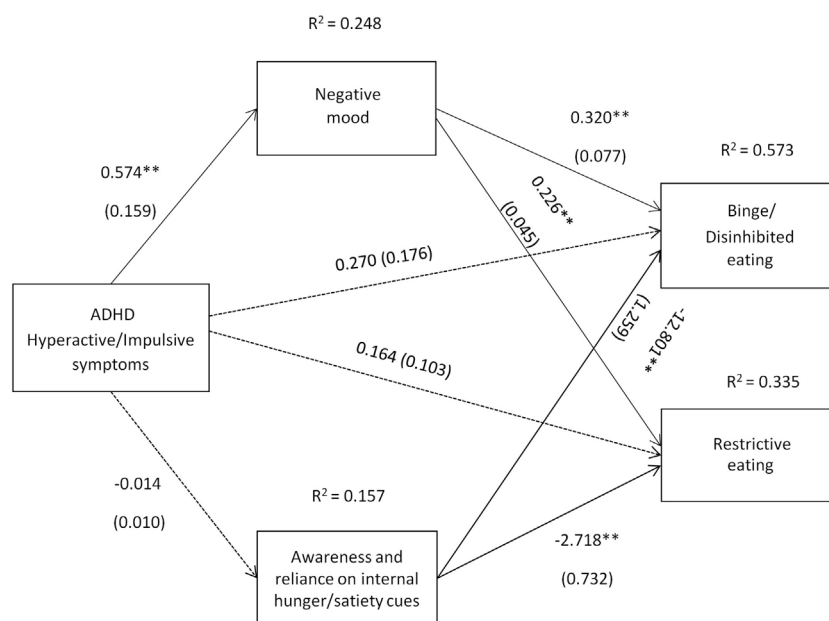 R² = 0.248
Negative
mood
0.574**
(0.159)
0.320**
(0.077)
R² = 0.573
0.226**
(0.045)
Binge/
Disinhibited
eating
0.270 (0.176)
ADHD
Hyperactive/Impulsive
symptoms
-12.801**
(1.259)
0.164 (0.103)
R² = 0.335
Restrictive
eating
-0.014
(0.010)
R² = 0.157
Awareness and
reliance on internal
hunger/satiety cues
-2.718**
(0.732)